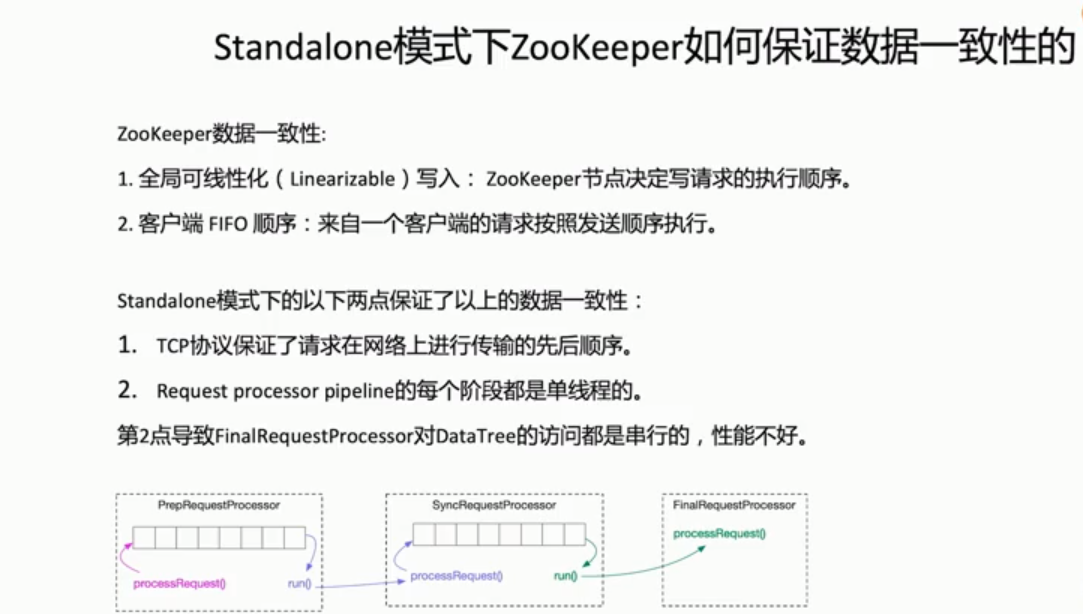 Standalone模式下ZooKeeper如何保证数据一致性的
ZooKeeper数据一致性:
1. 全局可线性化（Linearizable）写入：ZooKeeper节点决定写请求的执行顺序。
2. 客户端 FIFO 顺序：来自一个客户端的请求按照发送顺序执行。
Standalone模式下的以下两点保证了以上的数据一致性：
1. TCP协议保证了请求在网络上进行传输的先后顺序。
2. Request processor pipeline的每个阶段都是单线程的。
第2点导致FinalRequestProcessor对DataTree的访问都是串行的，性能不好。
PrepRequestProcessor
processRequest()
run()
SyncRequestProcessor
processRequest()
run()
FinalRequestProcessor
processRequest()